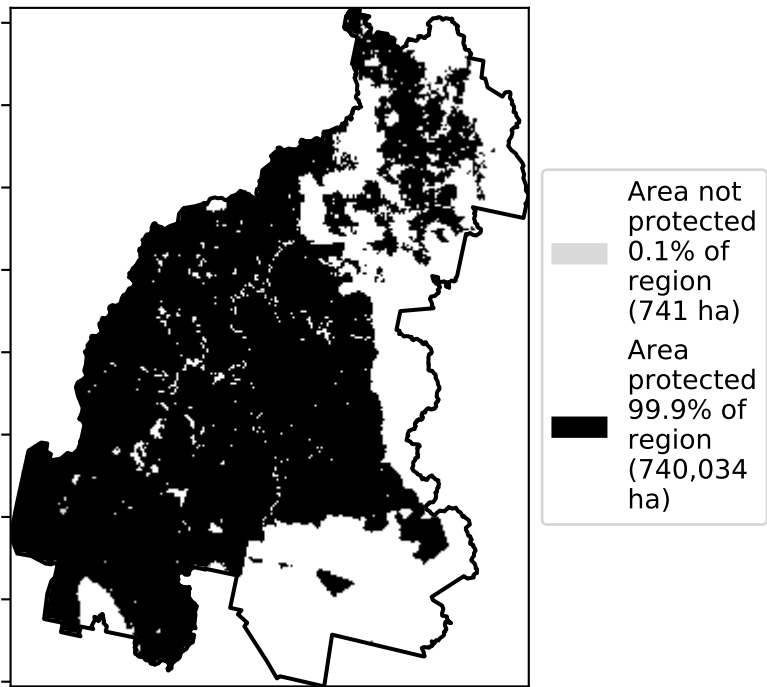 Area not
protected
0.1% of
region
(741 ha)
Area
protected
99.9% of
region
(740,034
ha)